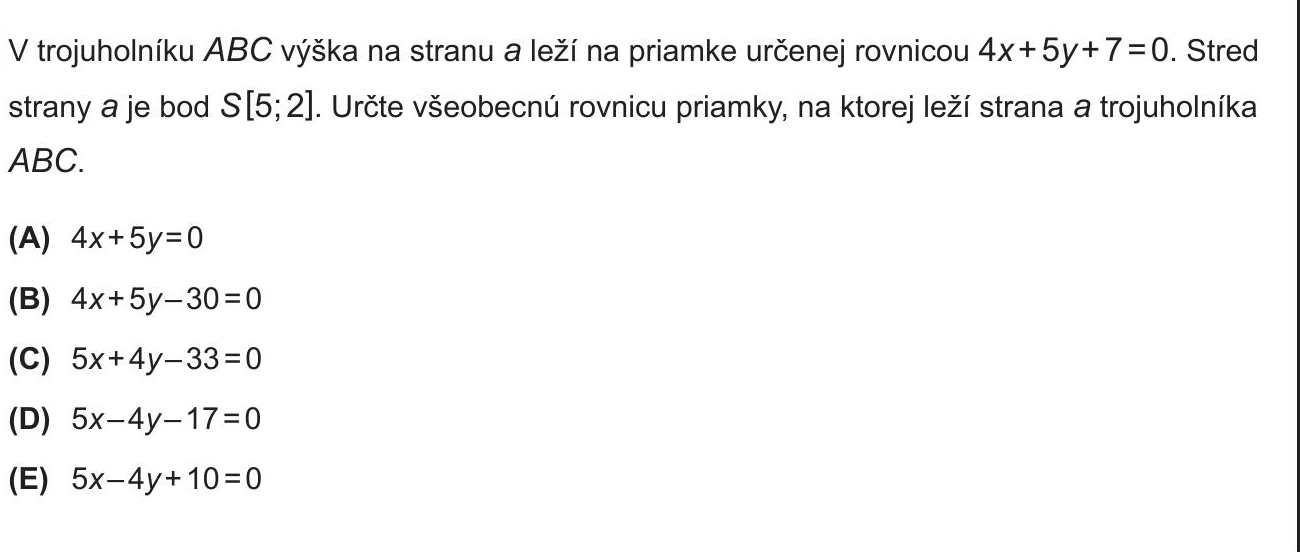 V trojuholníku ABC výška na stranu a leží na priamke určenej rovnicou 4x+5y+7=0. Stred
strany a je bod S[5;2]. Určte všeobecnú rovnicu priamky, na ktorej leží strana a trojuholníka
ABC.
(A) 4x+5y=0
(B) 4x+5y−30=0
(C) 5x+4y−33=0
(D) 5x−4y−17=0
(E) 5x−4y+10=0